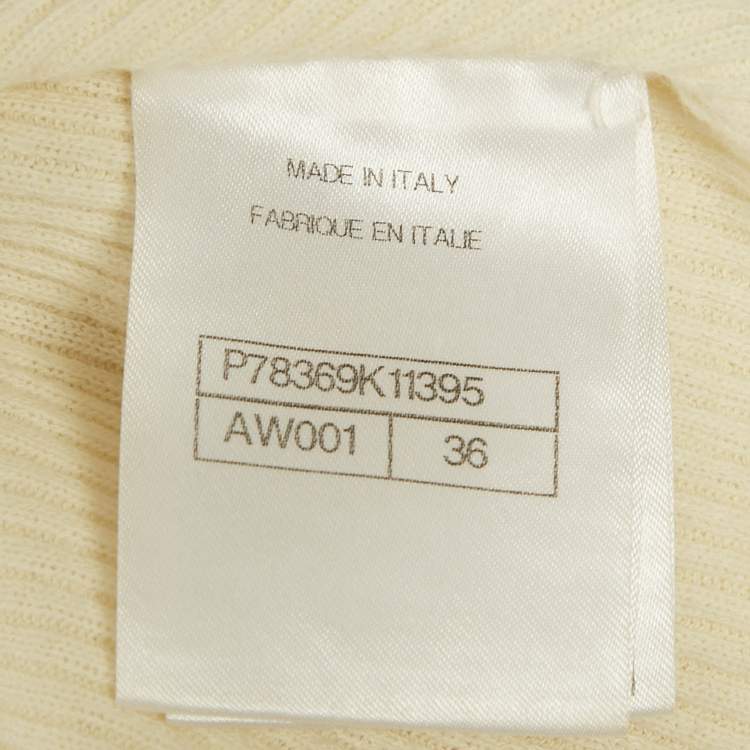 MADE IN ITALY
FABRIQUE EN ITALIE
P78369K11395
AW001 36